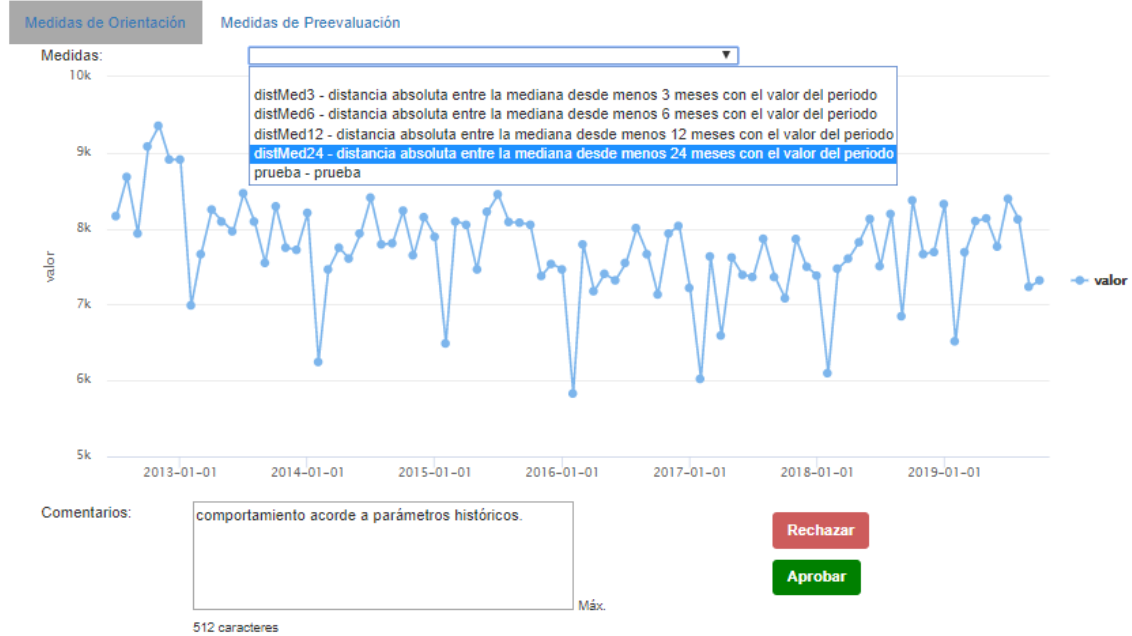 Medidas de Orientación Medidas de Preevaluación
Medidas: ▼
distMed3 - distancia absoluta entre la mediana desde menos 3 meses con el valor del periodo
distMed6 - distancia absoluta entre la mediana desde menos 6 meses con el valor del periodo
distMed12 - distancia absoluta entre la mediana desde menos 12 meses con el valor del periodo
distMed24 - distancia absoluta entre la mediana desde menos 24 meses con el valor del periodo
prueba - prueba
10k
9k
8k
7k
6k
5k
valor
valor
2013-01-01 2014-01-01 2015-01-01 2016-01-01 2017-01-01 2018-01-01 2019-01-01
Comentarios:
comportamiento acorde a parámetros históricos.
Rechazar
Aprobar
Máx.
512 caracteres